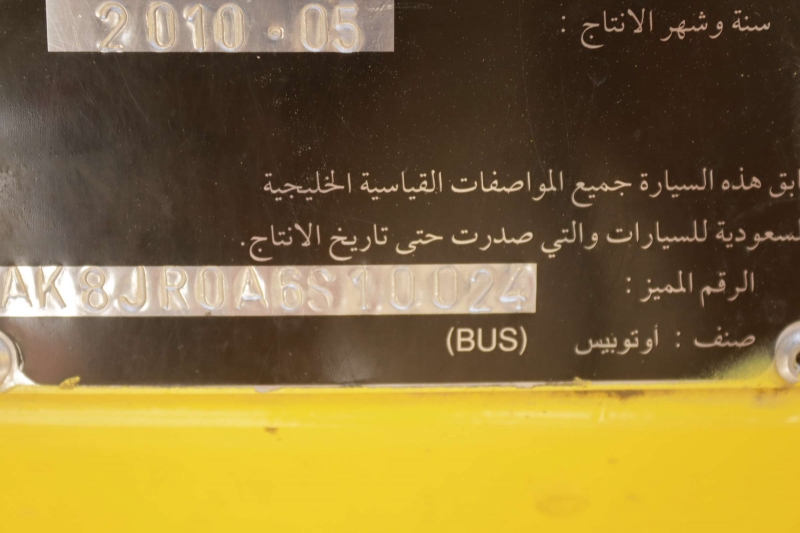 سنة وشهر الانتاج : 2010 - 05
ابق هذه السيارة جميع المواصفات القياسية الخليجية
لسعودية للسيارات والتي صدرت حتى تاريخ الانتاج.
الرقم المميز : AK8JR0A6S10024
صنف : أوتوبيس (BUS)